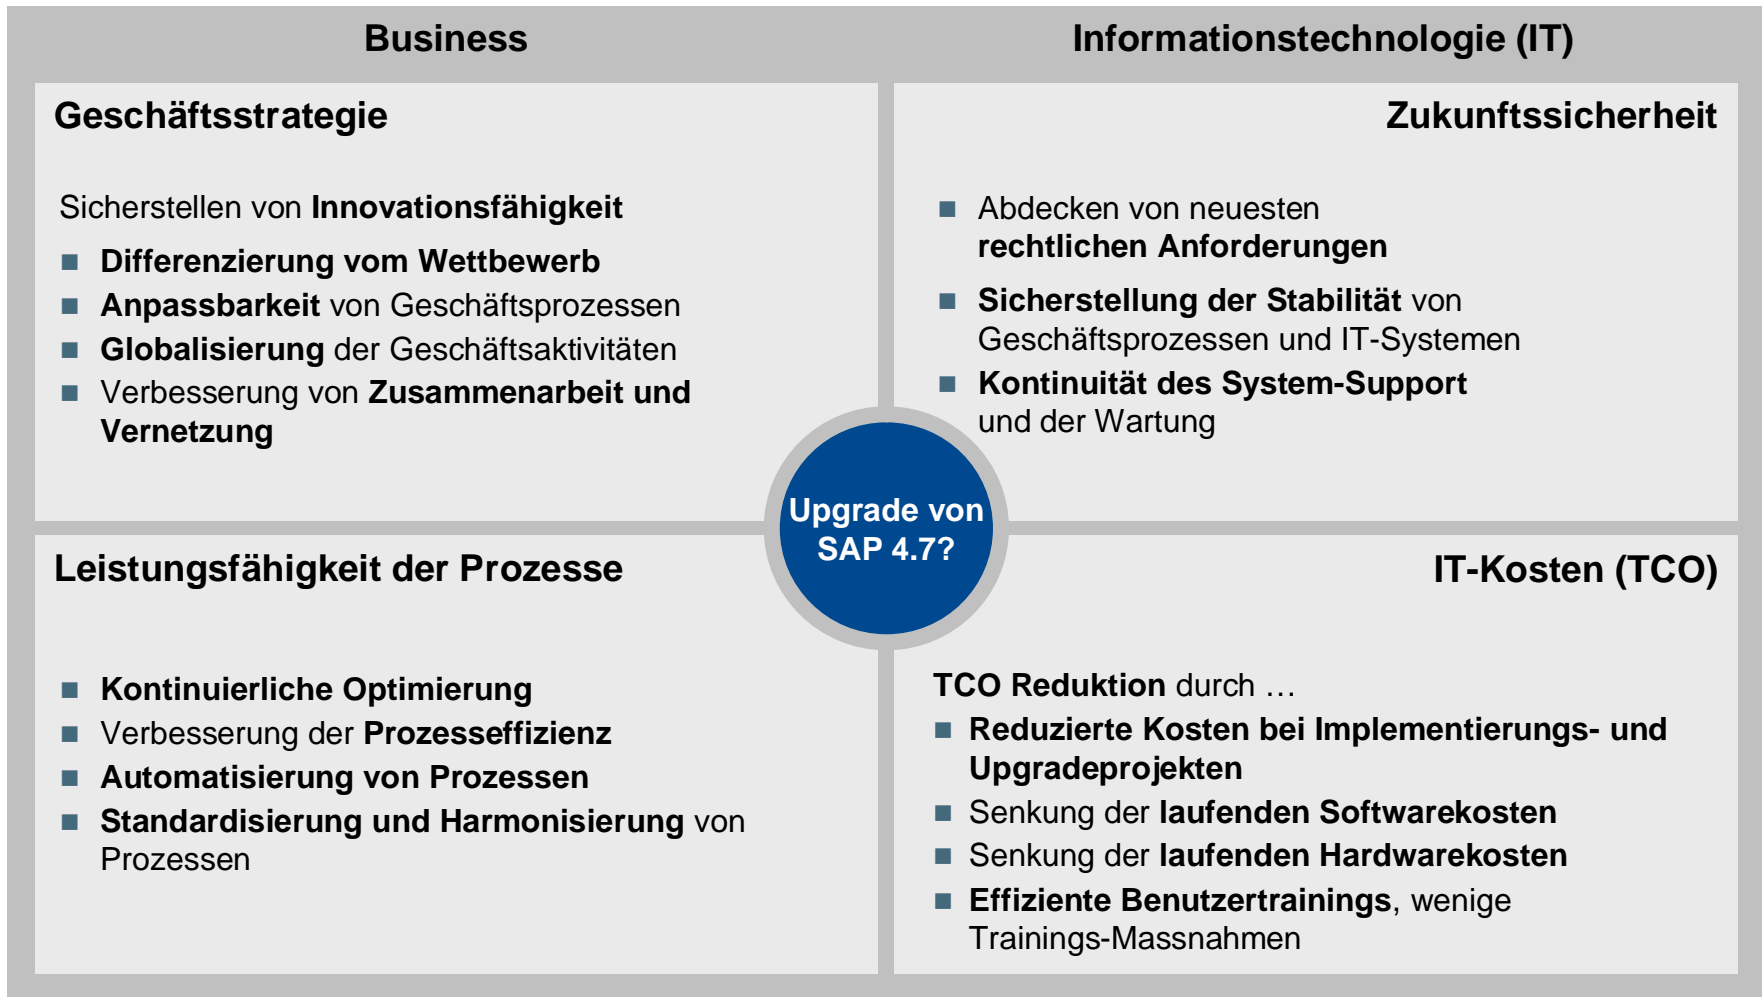 Business
Informationstechnologie (IT)
Geschäftsstrategie
Sicherstellen von Innovationsfähigkeit
Differenzierung vom Wettbewerb
Anpassbarkeit von Geschäftsprozessen
Globalisierung der Geschäftsaktivitäten
Verbesserung von Zusammenarbeit und
Vernetzung
Zukunftssicherheit
Abdecken von neuesten
rechtlichen Anforderungen
Sicherstellung der Stabilität von
Geschäftsprozessen und IT-Systemen
Kontinuität des System-Support
und der Wartung
Upgrade von
SAP 4.7?
Leistungsfähigkeit der Prozesse
Kontinuierliche Optimierung
Verbesserung der Prozesseffizienz
Automatisierung von Prozessen
Standardisierung und Harmonisierung von
Prozessen
IT-Kosten (TCO)
TCO Reduktion durch …
Reduzierte Kosten bei Implementierungs- und
Upgradeprojekten
Senkung der laufenden Softwarekosten
Senkung der laufenden Hardwarekosten
Effiziente Benutzertrainings, wenige
Trainings-Massnahmen